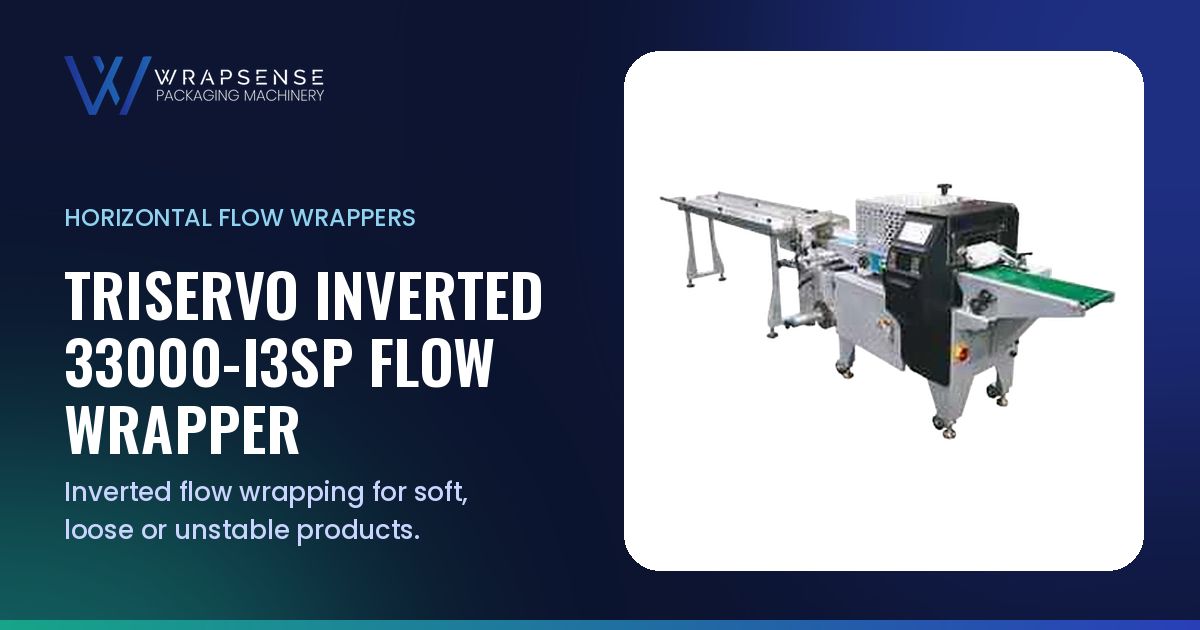 WRAPSENSE
PACKAGING MACHINERY
HORIZONTAL FLOW WRAPPERS
TRISERVO INVERTED
33000-I3SP FLOW
WRAPPER
Inverted flow wrapping for soft,
loose or unstable products.